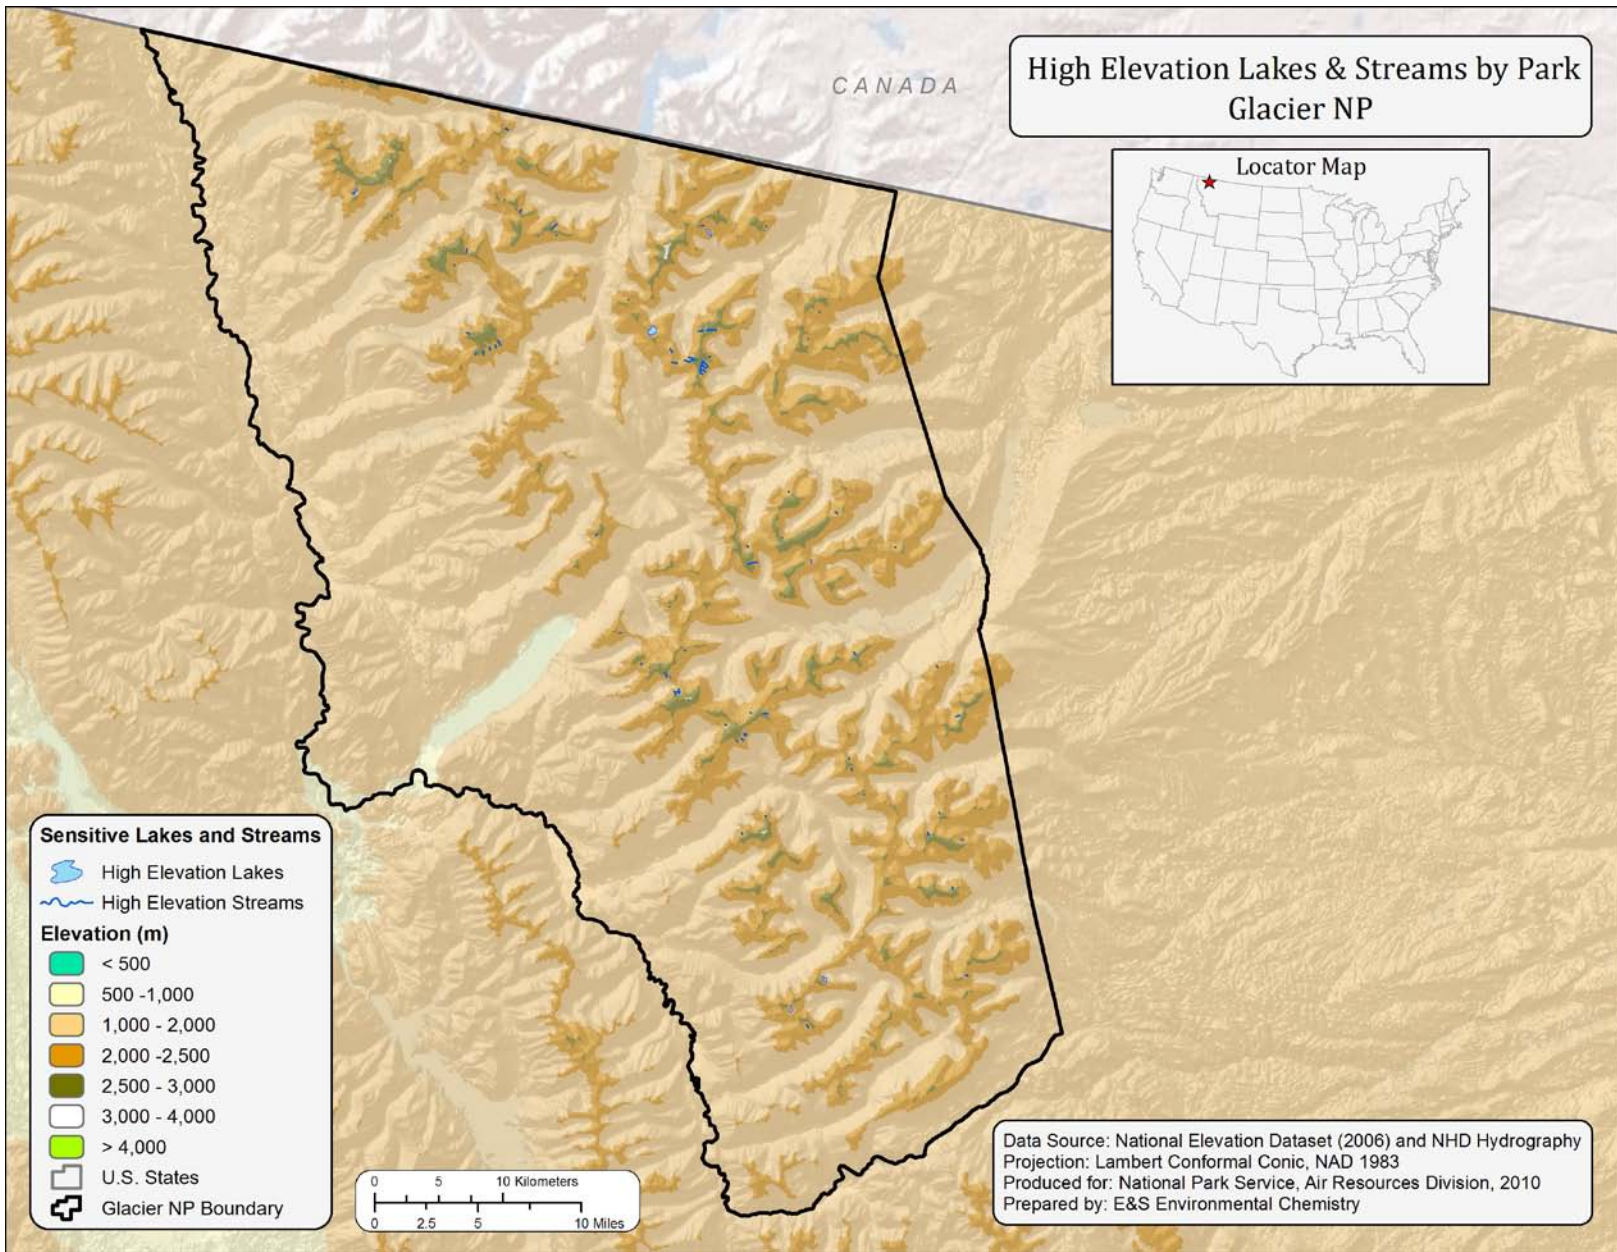 CANADA
High Elevation Lakes & Streams by Park
Glacier NP
Locator Map
Sensitive Lakes and Streams
High Elevation Lakes
High Elevation Streams
Elevation (m)
< 500
500 -1,000
1,000 - 2,000
2,000 -2,500
2,500 - 3,000
3,000 - 4,000
> 4,000
U.S. States
Glacier NP Boundary
0 5 10 Kilometers
0 2.5 5 10 Miles
Data Source: National Elevation Dataset (2006) and NHD Hydrography
Projection: Lambert Conformal Conic, NAD 1983
Produced for: National Park Service, Air Resources Division, 2010
Prepared by: E&S Environmental Chemistry